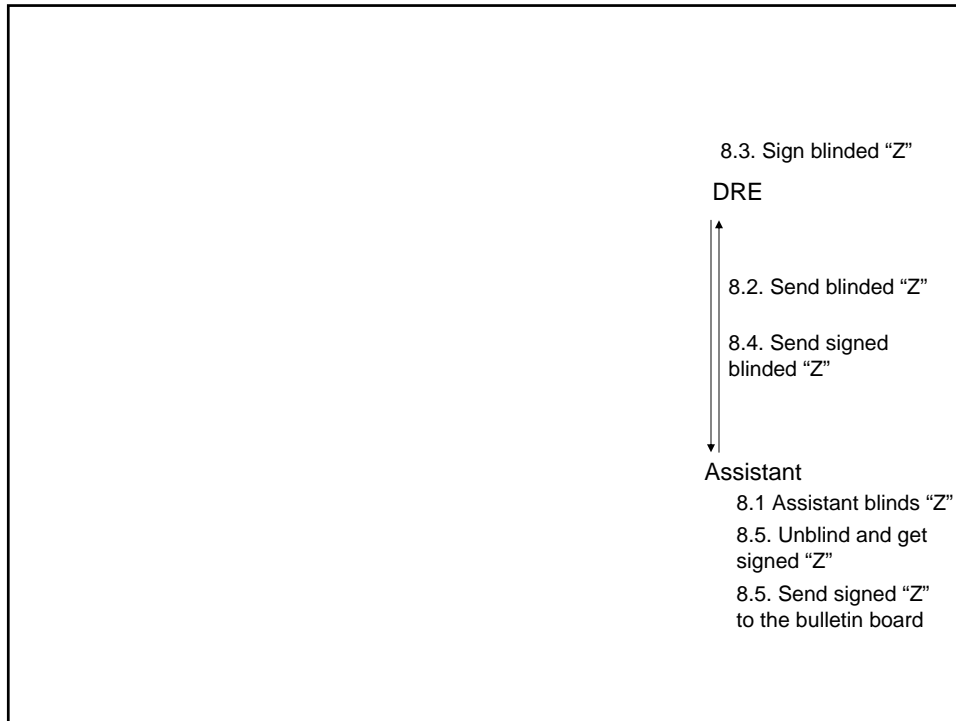 8.3. Sign blinded “Z”
DRE
8.2. Send blinded “Z”
8.4. Send signed
blinded “Z”
Assistant
8.1 Assistant blinds “Z”
8.5. Unblind and get
signed “Z”
8.5. Send signed “Z”
to the bulletin board